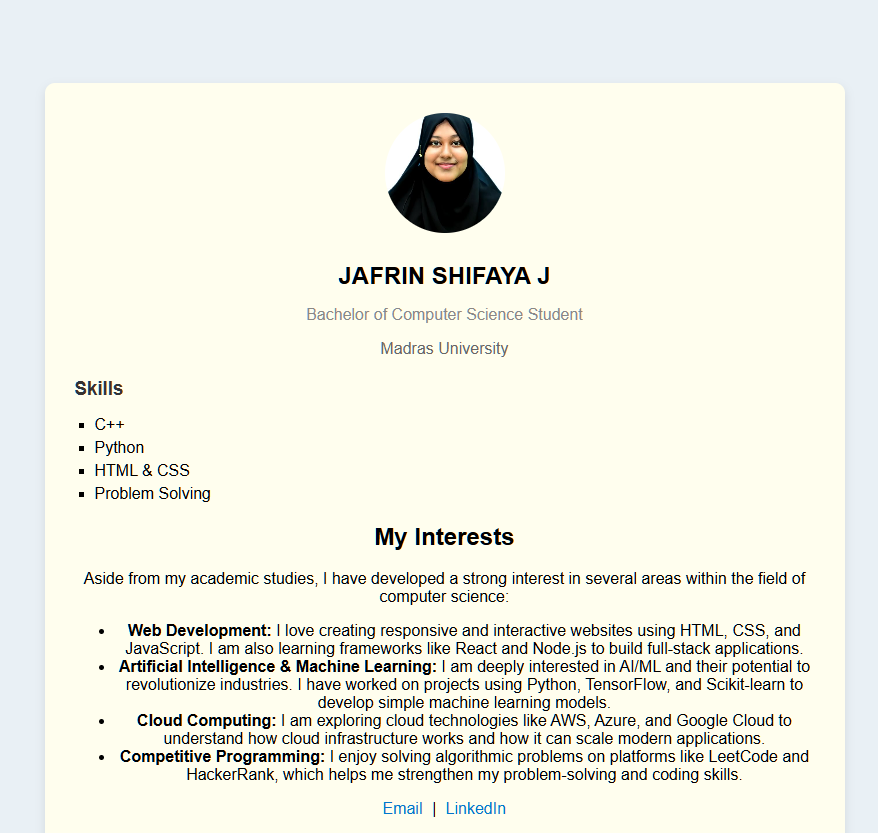 JAFRIN SHIFAYA J
Bachelor of Computer Science Student
Madras University
Skills
C++
Python
HTML & CSS
Problem Solving
My Interests
Aside from my academic studies, I have developed a strong interest in several areas within the field of
computer science:
Web Development: I love creating responsive and interactive websites using HTML, CSS, and
JavaScript. I am also learning frameworks like React and Node.js to build full-stack applications.
Artificial Intelligence & Machine Learning: I am deeply interested in AI/ML and their potential to
revolutionize industries. I have worked on projects using Python, TensorFlow, and Scikit-learn to
develop simple machine learning models.
Cloud Computing: I am exploring cloud technologies like AWS, Azure, and Google Cloud to
understand how cloud infrastructure works and how it can scale modern applications.
Competitive Programming: I enjoy solving algorithmic problems on platforms like LeetCode and
HackerRank, which helps me strengthen my problem-solving and coding skills.
Email | LinkedIn